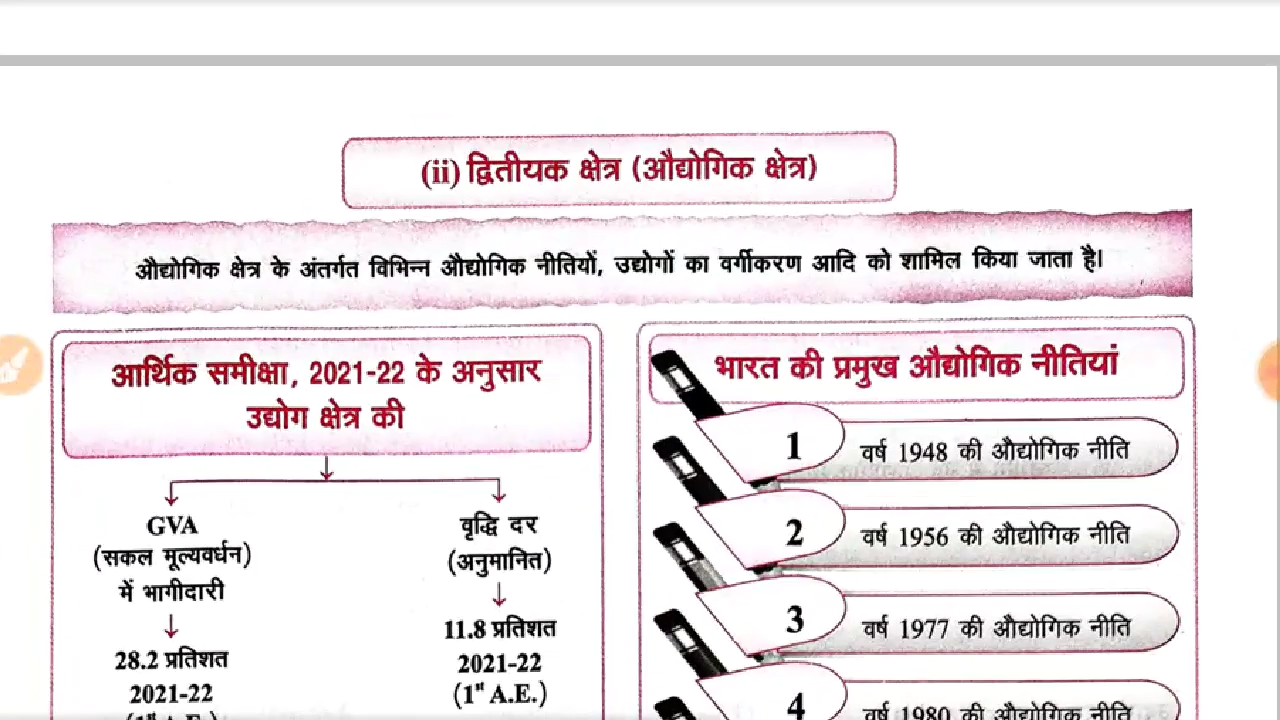 (ii) द्वितीयक क्षेत्र (औद्योगिक क्षेत्र)
औद्योगिक क्षेत्र के अंतर्गत विभिन्न औद्योगिक नीतियों, उद्योगों का वर्गीकरण आदि को शामिल किया जाता है।
आर्थिक समीक्षा, 2021-22 के अनुसार
उद्योग क्षेत्र की
GVA
(सकल मूल्यवर्धन)
में भागीदारी
28.2 प्रतिशत
2021-22
(1st A.E.)
वृद्धि दर
(अनुमानित)
11.8 प्रतिशत
2021-22
(1st A.E.)
भारत की प्रमुख औद्योगिक नीतियां
1 वर्ष 1948 की औद्योगिक नीति
2 वर्ष 1956 की औद्योगिक नीति
3 वर्ष 1977 की औद्योगिक नीति
4 वर्ष 1980 की औद्योगिक नीति